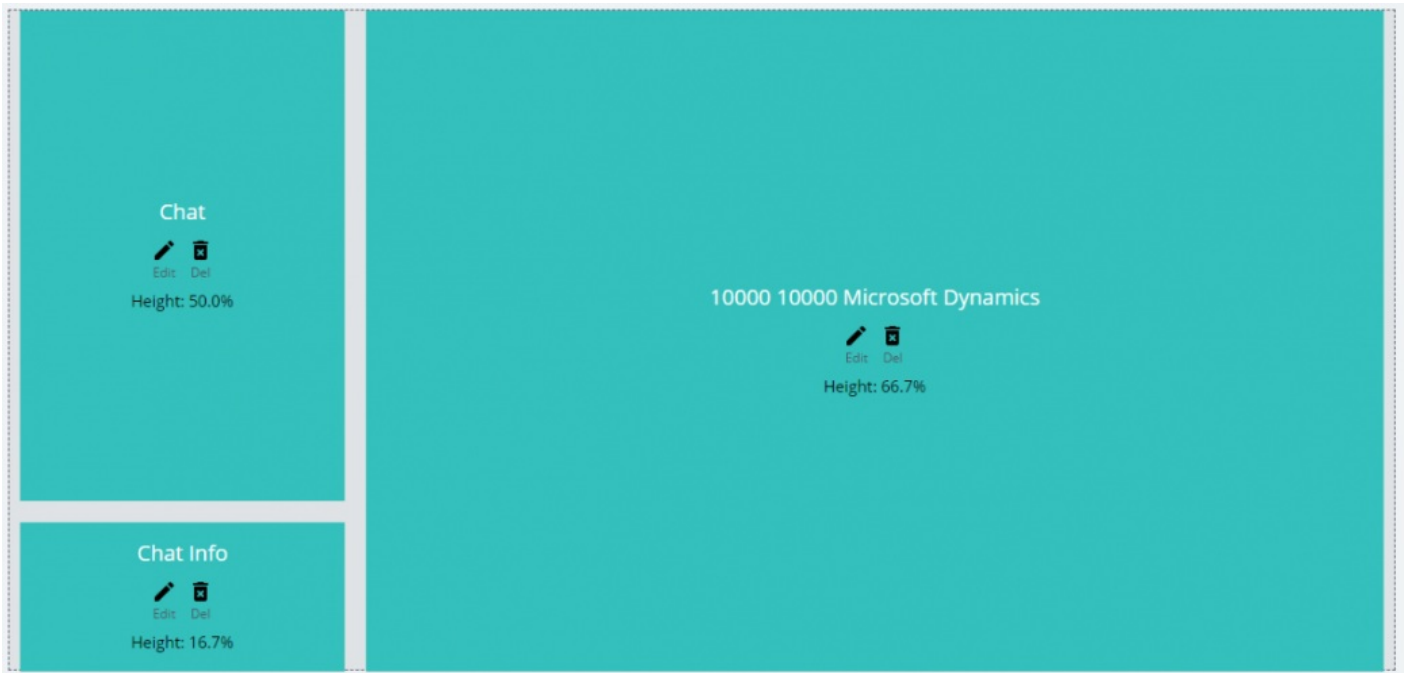 Chat
Edit Del
Height: 50.0%
10000 10000 Microsoft Dynamics
Edit Del
Height: 66.7%
Chat Info
Edit Del
Height: 16.7%